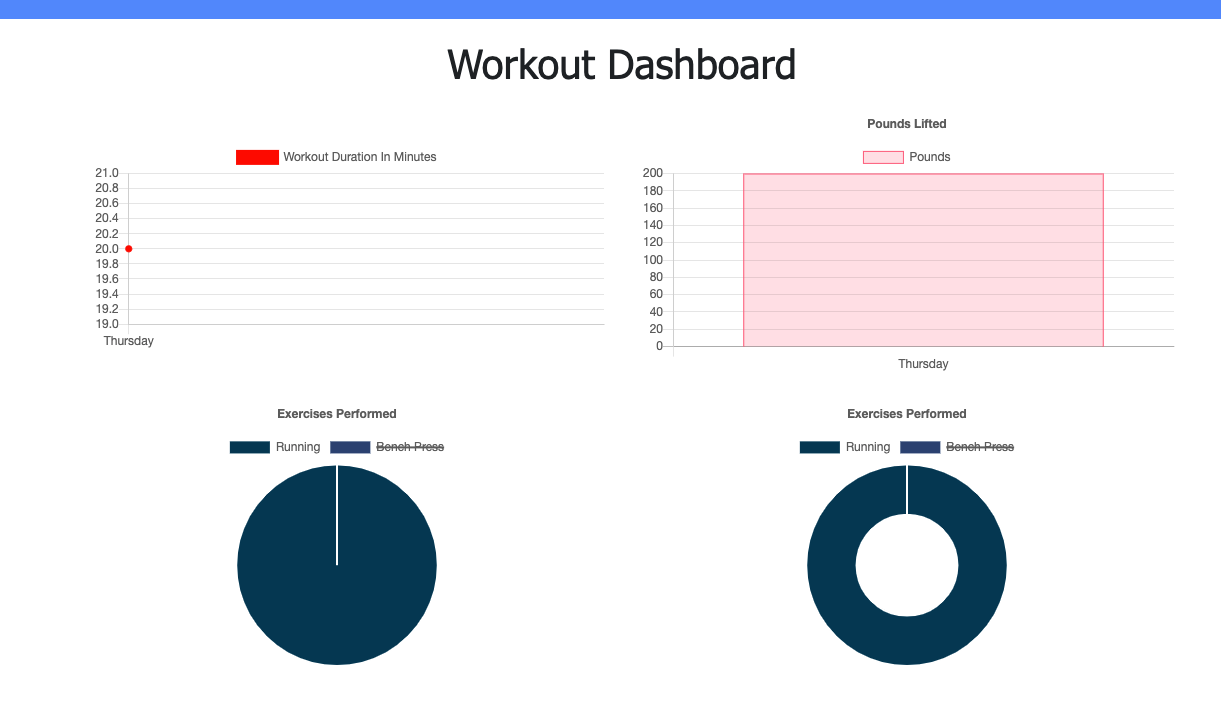 Workout Dashboard
Workout Duration In Minutes
21.0
20.8
20.6
20.4
20.2
20.0
19.8
19.6
19.4
19.2
19.0
Thursday
Pounds Lifted
Pounds
200
180
160
140
120
100
80
60
40
20
0
Thursday
Exercises Performed
Running Bench Press
Exercises Performed
Running Bench Press